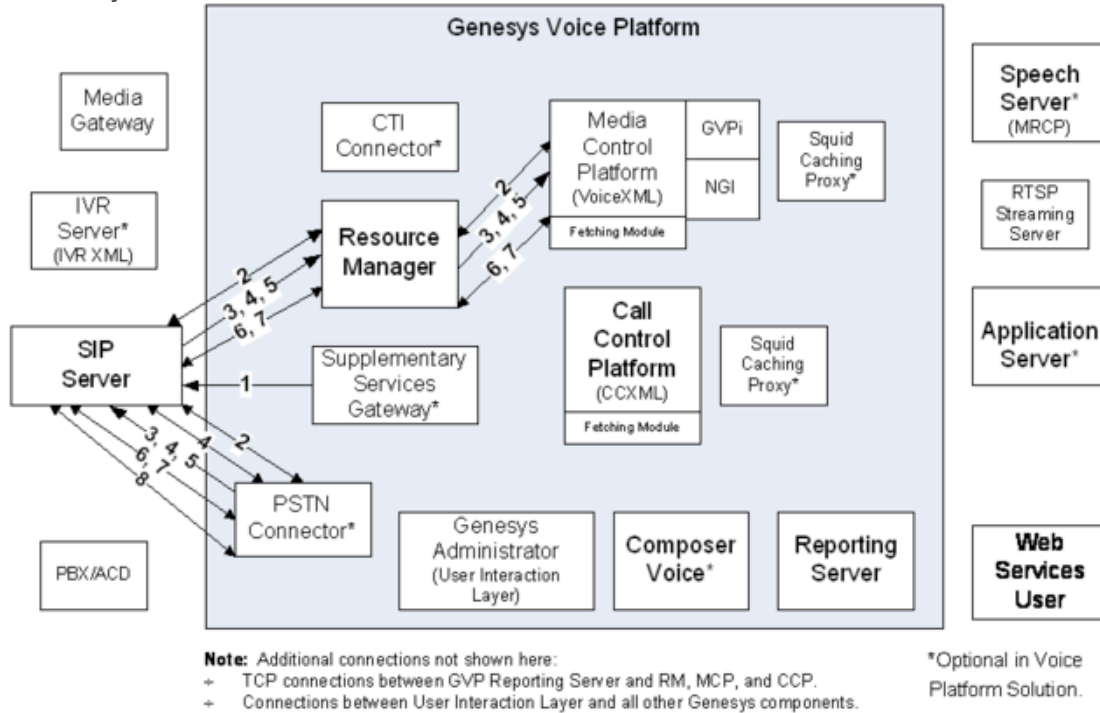 Genesys Voice Platform
Media
Gateway
CTI
Connector*
Media
Control
Platform
(VoiceXML)
Fetching Module
GVPi
NGI
Squid
Caching
Proxy*
Speech
Server*
(MRCP)
IVR
Server*
(IVR XML)
Resource
Manager
RTSP
Streaming
Server
2
3, 4, 5
6, 7
2
3, 4, 5
6, 7
SIP
Server
1
Supplementary
Services
Gateway*
Call
Control
Platform
(CCXML)
Fetching Module
Squid
Caching
Proxy*
Application
Server*
2
4
3, 4, 5
6, 7
8
PSTN
Connector*
PBX/ACD
Genesys
Administrator
(User Interaction
Layer)
Composer
Voice*
Reporting
Server
Web
Services
User
Note: Additional connections not shown here:
÷ TCP connections between GVP Reporting Server and RM, MCP, and CCP.
÷ Connections between User Interaction Layer and all other Genesys components.
*Optional in Voice
Platform Solution.